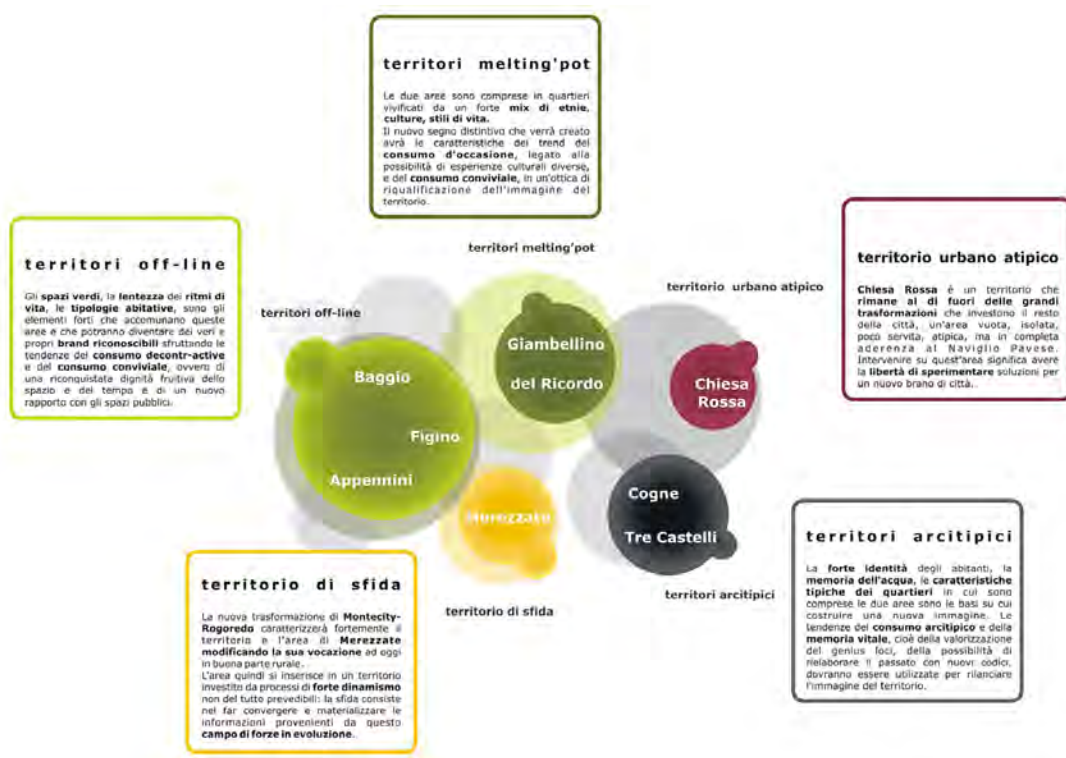 territori melting'pot
Le due aree sono comprese in quartieri
vivificati da un forte mix di etnie,
culture, stili di vita.
Il nuovo segno distintivo che verrà creato
avrà le caratteristiche dei trend del
consumo d'occasione, legato alla
possibilità di esperienze culturali diverse,
e del consumo conviviale, in un'ottica di
riqualificazione dell'immagine del
territorio.
territori off-line
Gli spazi verdi, la lentezza dei ritmi di
vita, le tipologie abitative, sono gli
elementi forti che accomunano queste
aree e che potranno diventare dei veri e
propri brand riconoscibili sfruttando le
tendenze del consumo decontr-active
e del consumo conviviale, ovvero di
una riconquistata dignità fruitiva dello
spazio e del tempo e di un nuovo
rapporto con gli spazi pubblici.
territorio urbano atipico
Chiesa Rossa è un territorio che
rimane al di fuori delle grandi
trasformazioni che investono il resto
della città, un'area vuota, isolata,
poco servita, atipica, ma in completa
aderenza al Naviglio Pavese.
Intervenire su quest'area significa avere
la libertà di sperimentare soluzioni per
un nuovo brano di città.
territori melting'pot
territorio urbano atipico
territori off-line
Giambellino
del Ricordo
Baggio
Figino
Appennini
Chiesa
Rossa
Merezzate
Cogne
Tre Castelli
territorio di sfida
territori arcitipici
territorio di sfida
La nuova trasformazione di Montecity-
Rogoredo caratterizzerà fortemente il
territorio e l'area di Merezzate
modificando la sua vocazione ad oggi
in buona parte rurale.
L'area quindi si inserisce in un territorio
investito da processi di forte dinamismo
non del tutto prevedibili: la sfida consiste
nel far convergere e materializzare le
informazioni provenienti da questo
campo di forze in evoluzione.
territori arcitipici
La forte identità degli abitanti, la
memoria dell'acqua, le caratteristiche
tipiche dei quartieri in cui sono
comprese le due aree sono le basi su cui
costruire una nuova immagine. Le
tendenze del consumo arcitipico e della
memoria vitale, cioè della valorizzazione
del genius loci, della possibilità di
rielaborare il passato con nuovi codici,
dovranno essere utilizzate per rilanciare
l'immagine del territorio.